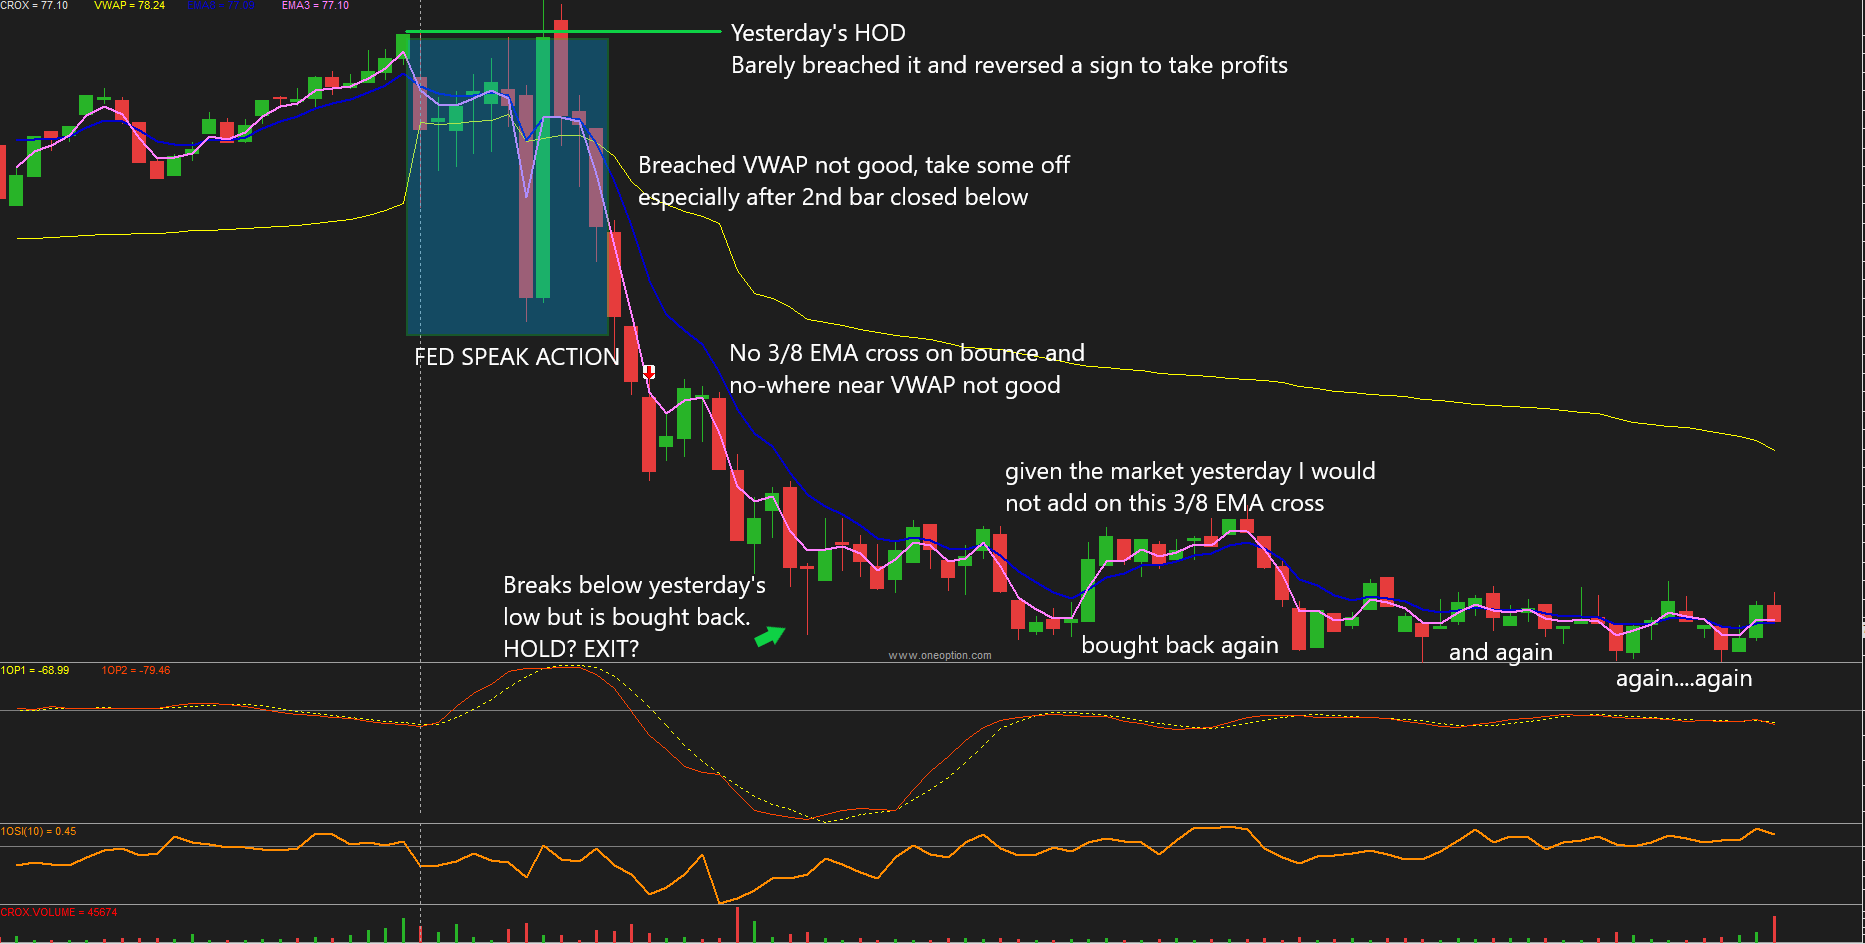 CROX = 77.10 VWAP = 78.24 EMA3 = 77.10
Yesterday's HOD
Barely breached it and reversed a sign to take profits
Breached VWAP not good, take some off
especially after 2nd bar closed below
FED SPEAK ACTION
No 3/8 EMA cross on bounce and
no-where near VWAP not good
given the market yesterday I would
not add on this 3/8 EMA cross
Breaks below yesterday's
low but is bought back.
HOLD? EXIT?
bought back again
and again
again....again
www.oneoption.com
1OP1 = -68.99 1OP2 = -79.46
1OSI(10) = 0.45
CROX.VOLUME = 45674